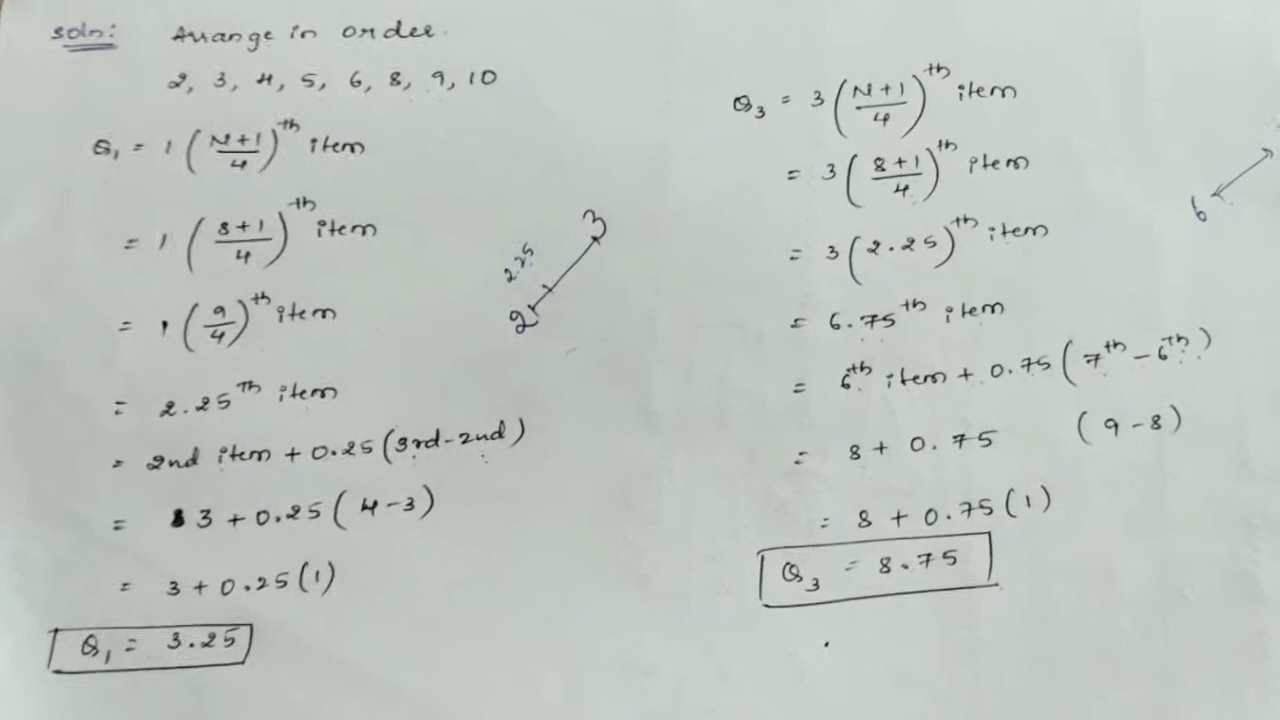 soln: Arrange in order.
2, 3, 4, 5, 6, 8, 9, 10
Q₁ = 1 ( N+1 / 4 )ᵗʰ item
= 1 ( 8+1 / 4 )ᵗʰ item
= 1 ( 9 / 4 )ᵗʰ item
= 2.25ᵀʰ item
= 2nd item + 0.25 (3rd-2nd)
= 3 + 0.25 ( 4-3)
= 3 + 0.25 (1)
Q₁ = 3.25
2 2.25 3
Q₃ = 3 ( N+1 / 4 )ᵗʰ item
= 3 ( 8+1 / 4 )ᵗʰ item
= 3 ( 2.25 )ᵗʰ item
= 6.75ᵗʰ item
= 6ᵗʰ item + 0.75 ( 7ᵗʰ - 6ᵀʰ )
= 8 + 0.75 ( 9-8 )
= 8 + 0.75 (1)
Q₃ = 8.75
6